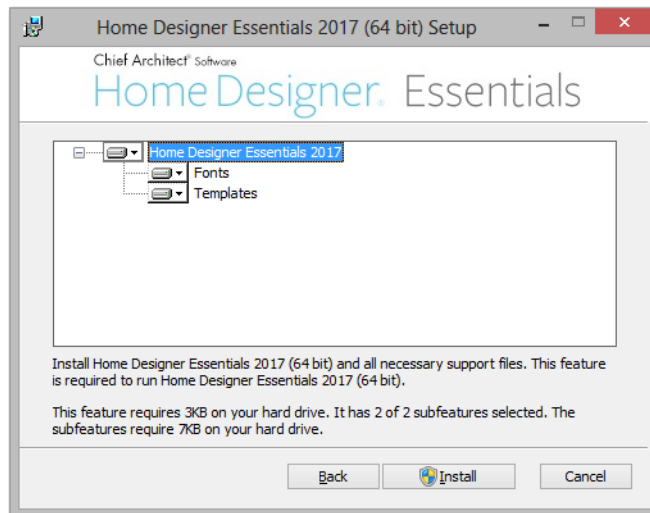 Home Designer Essentials 2017 (64 bit) Setup
Chief Architect® Software
Home Designer® Essentials
Home Designer Essentials 2017
Fonts
Templates
Install Home Designer Essentials 2017 (64 bit) and all necessary support files. This feature
is required to run Home Designer Essentials 2017 (64 bit).
This feature requires 3KB on your hard drive. It has 2 of 2 subfeatures selected. The
subfeatures require 7KB on your hard drive.
Back Install Cancel